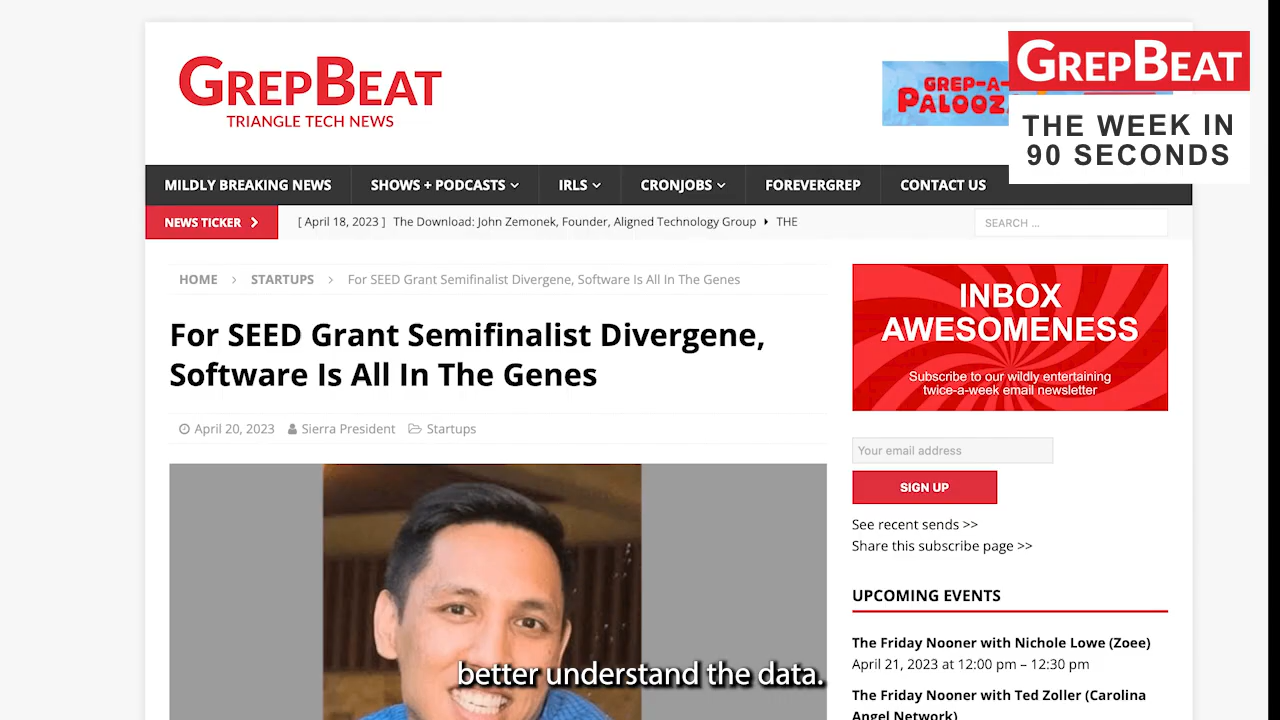 GREPBEAT
TRIANGLE TECH NEWS
GREP-A-
PALOOZ
GREPBEAT
THE WEEK IN
90 SECONDS
MILDLY BREAKING NEWS
SHOWS + PODCASTS
IRLS
CRONJOBS
FOREVERGREP
CONTACT US
NEWS TICKER
[ April 18, 2023 ] The Download: John Zemonek, Founder, Aligned Technology Group
THE
SEARCH ...
HOME
STARTUPS
For SEED Grant Semifinalist Divergene, Software Is All In The Genes
For SEED Grant Semifinalist Divergene,
Software Is All In The Genes
April 20, 2023
Sierra President
Startups
better understand the data.
INBOX
AWESOMENESS
Subscribe to our wildly entertaining
twice-a-week email newsletter
Your email address
SIGN UP
See recent sends >>
Share this subscribe page >>
UPCOMING EVENTS
The Friday Nooner with Nichole Lowe (Zoee)
April 21, 2023 at 12:00 pm – 12:30 pm
The Friday Nooner with Ted Zoller (Carolina
Angel Network)